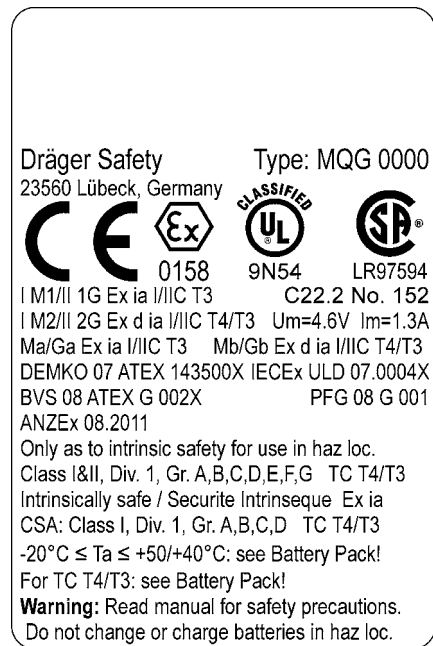 Dräger Safety Type: MQG 0000
23560 Lübeck, Germany
CE Ex CLASSIFIED UL ® SA ®
0158 9N54 LR97594
I M1/II 1G Ex ia I/IIC T3 C22.2 No. 152
I M2/II 2G Ex d ia I/IIC T4/T3 Um=4.6V Im=1.3A
Ma/Ga Ex ia I/IIC T3 Mb/Gb Ex d ia I/IIC T4/T3
DEMKO 07 ATEX 143500X IECEx ULD 07.0004X
BVS 08 ATEX G 002X PFG 08 G 001
ANZEx 08.2011
Only as to intrinsic safety for use in haz loc.
Class I&II, Div. 1, Gr. A,B,C,D,E,F,G TC T4/T3
Intrinsically safe / Securite Intrinseque Ex ia
CSA: Class I, Div. 1, Gr. A,B,C,D TC T4/T3
-20°C ≤ Ta ≤ +50/+40°C: see Battery Pack!
For TC T4/T3: see Battery Pack!
Warning: Read manual for safety precautions.
Do not change or charge batteries in haz loc.